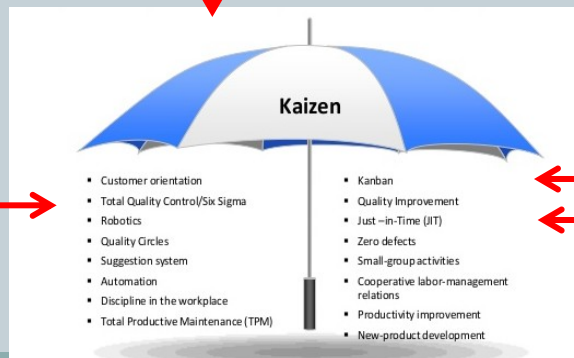 Kaizen
▪ Customer orientation
▪ Total Quality Control/Six Sigma
▪ Robotics
▪ Quality Circles
▪ Suggestion system
▪ Automation
▪ Discipline in the workplace
▪ Total Productive Maintenance (TPM)
▪ Kanban
▪ Quality Improvement
▪ Just –in-Time (JIT)
▪ Zero defects
▪ Small-group activities
▪ Cooperative labor-management
relations
▪ Productivity improvement
▪ New-product development